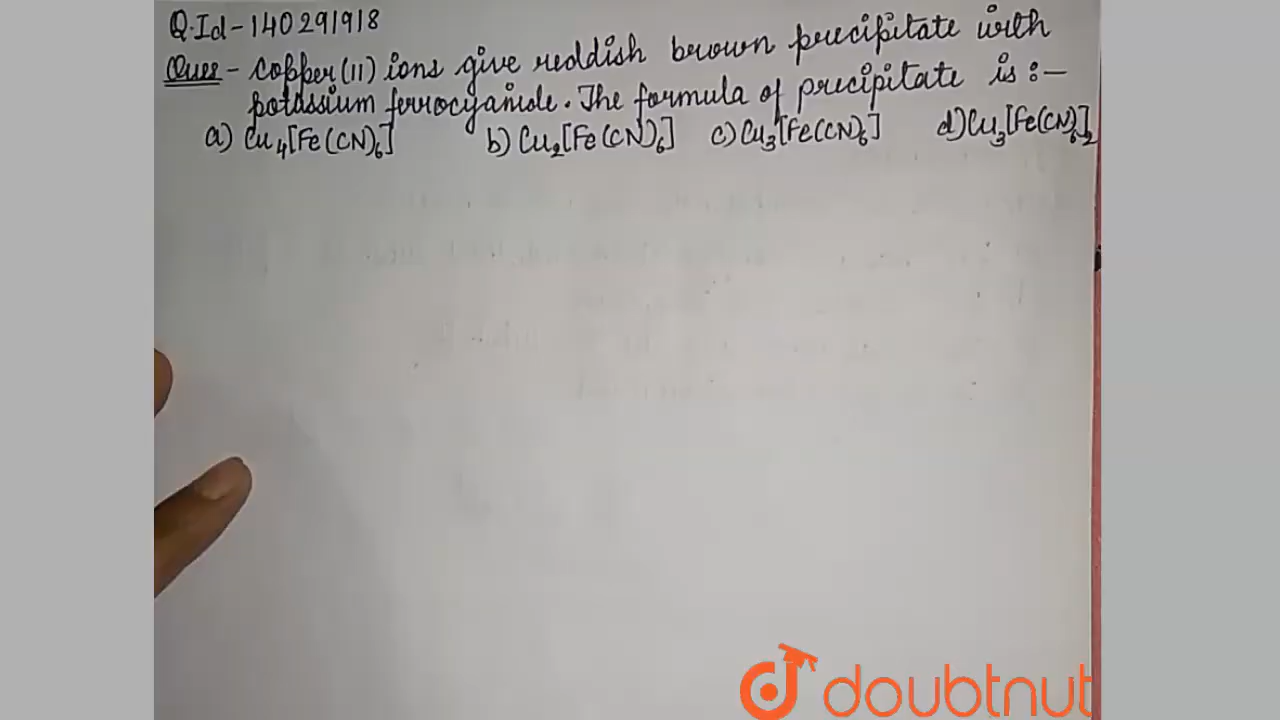 Q.Id-140291918
Ques - Copper(II) ions give reddish brown precipitate with
potassium ferrocyanide. The formula of precipitate is :-
a) Cu₄[Fe(CN)₆] b) Cu₂[Fe(CN)₆] c) Cu₃[Fe(CN)₆] d) Cu₃[Fe(CN)₆]₂
doubtnut